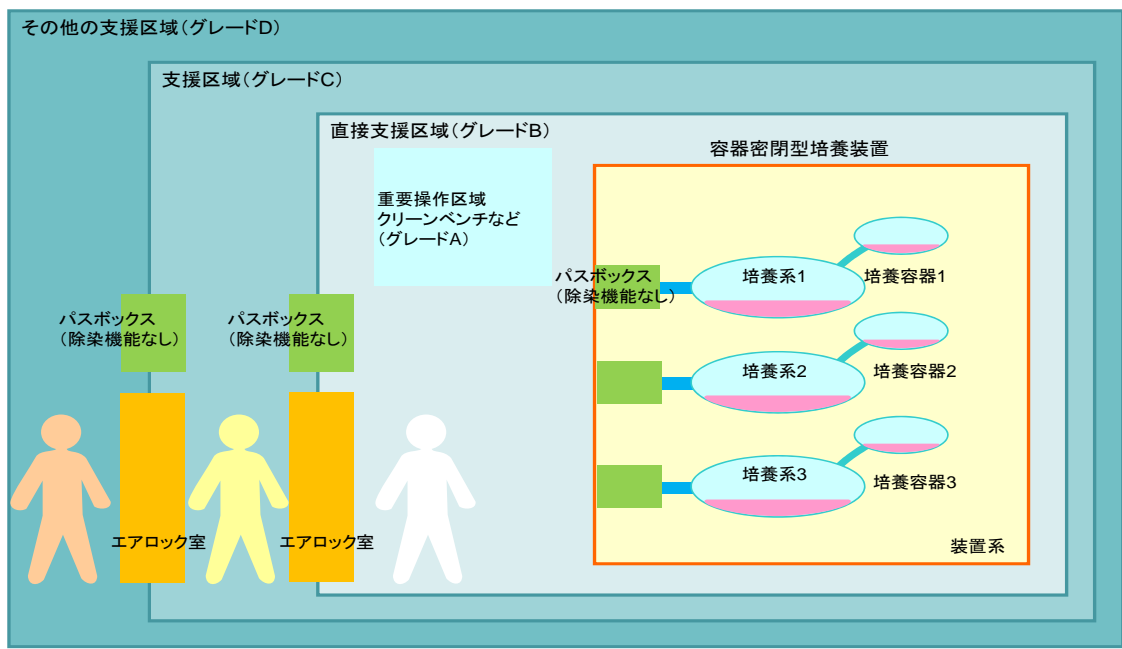 その他の支援区域(グレードD)
支援区域(グレードC)
直接支援区域(グレードB)
容器密閉型培養装置
重要操作区域
クリーンベンチなど
(グレードA)
パスボックス
(除染機能なし)
培養系1
培養容器1
パスボックス
(除染機能なし)
パスボックス
(除染機能なし)
培養系2
培養容器2
培養系3
培養容器3
エアロック室
エアロック室
装置系